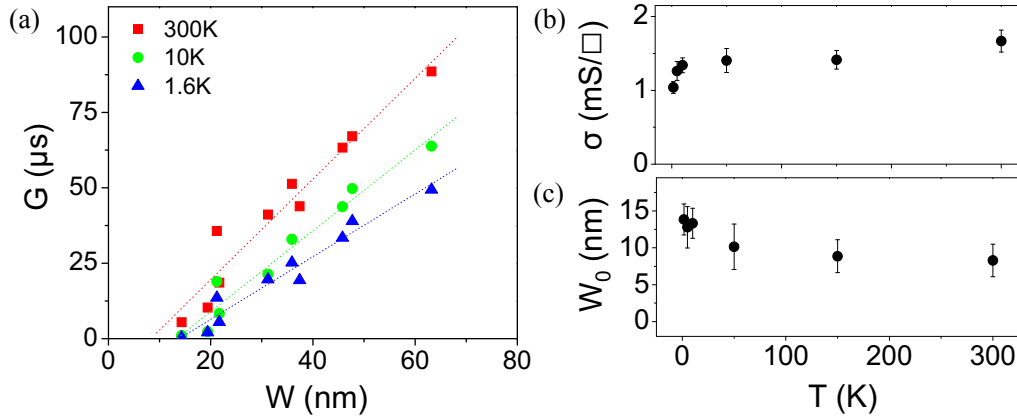 (a)
300K
10K
1.6K
100
75
50
25
0
G (μs)
0 20 40 60 80
W (nm)
(b)
2
1
0
σ (mS/□)
(c)
15
10
5
0
W₀ (nm)
0 100 200 300
T (K)